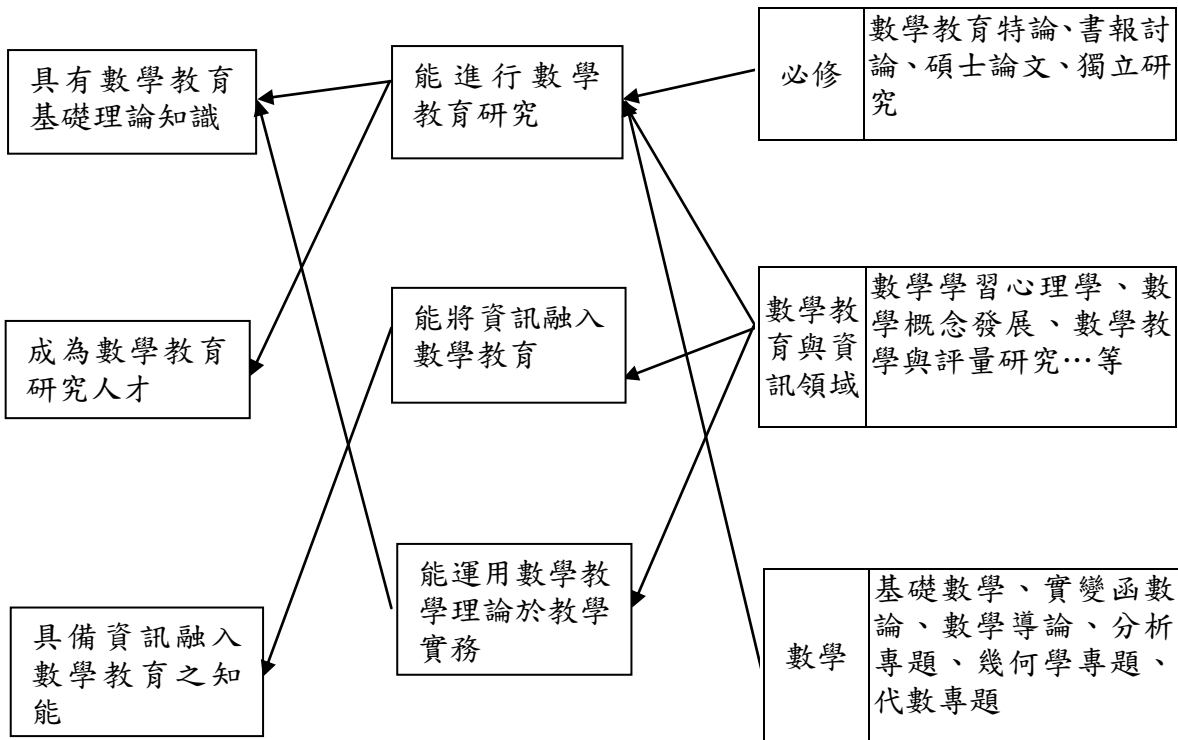 具有數學教育
基礎理論知識
成為數學教育
研究人才
具備資訊融入
數學教育之知
能
能進行數學
教育研究
能將資訊融入
數學教育
能運用數學教
學理論於教學
實務
必修
數學教育特論、書報討
論、碩士論文、獨立研
究
數學教
育與資
訊領域
數學學習心理學、數
學概念發展、數學教
學與評量研究…等
數學
基礎數學、實變函數
論、數學導論、分析
專題、幾何學專題、
代數專題